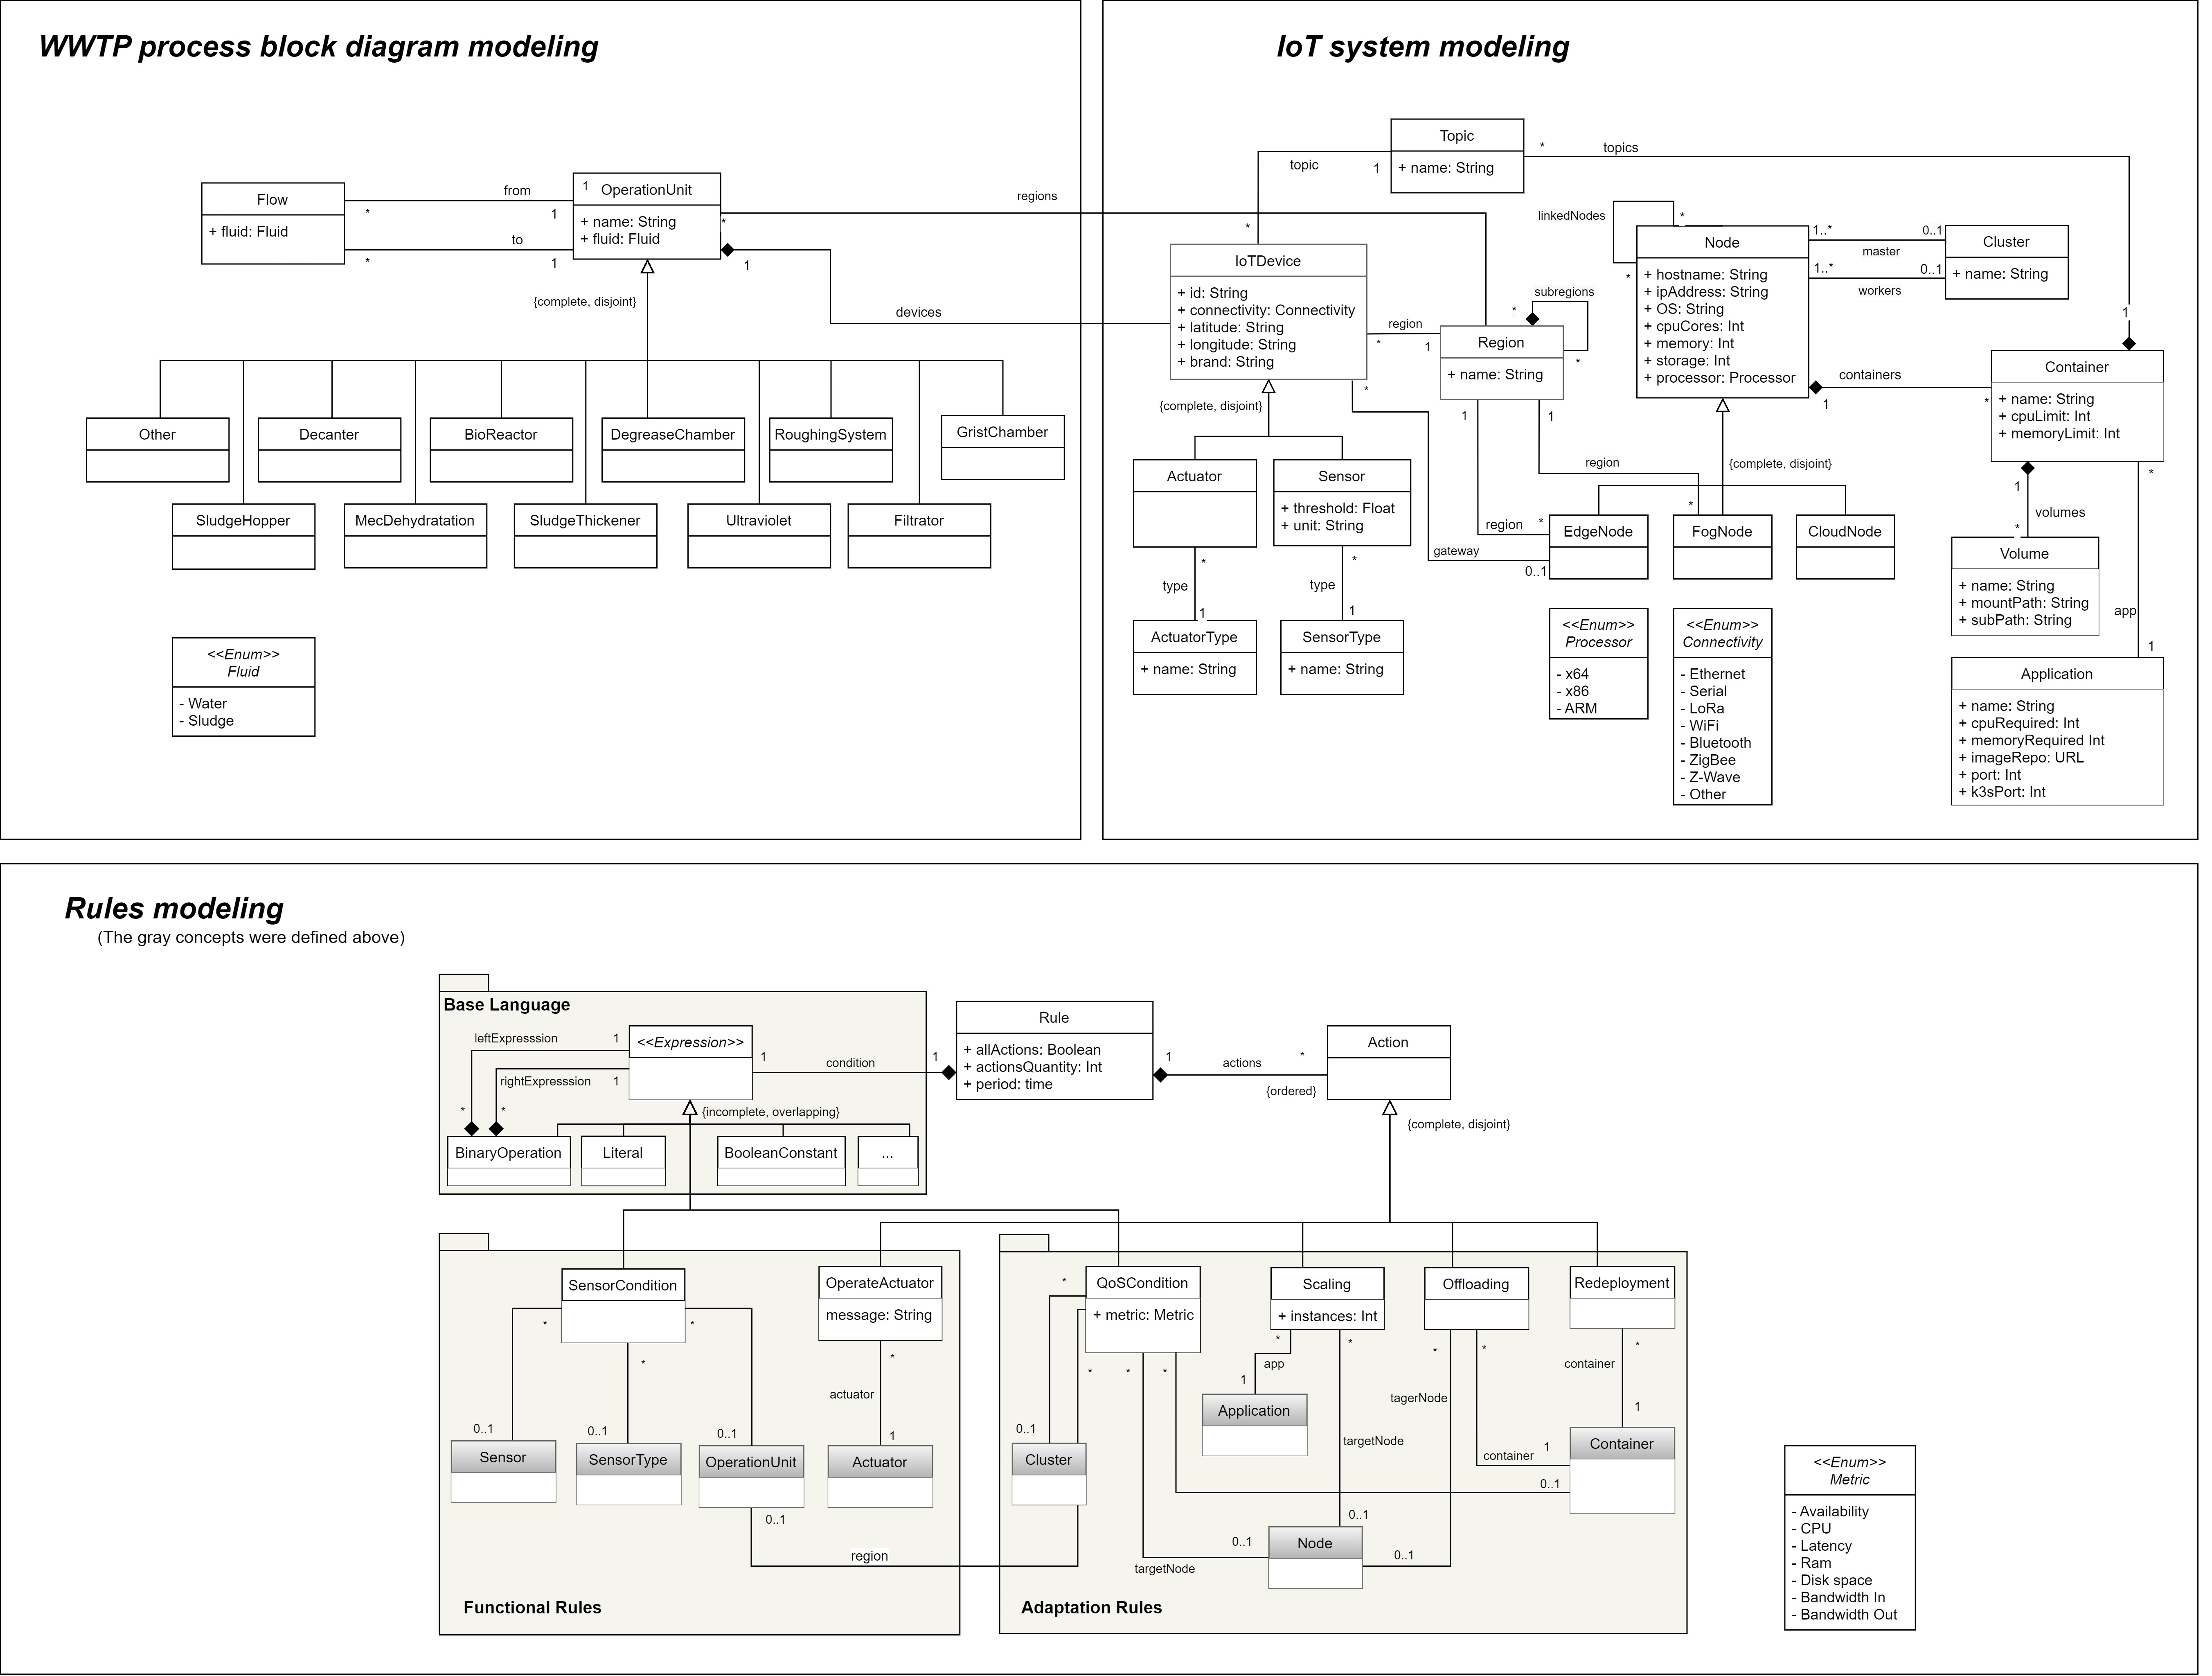 WWTP process block diagram modeling
Flow
+ fluid: Fluid
from
*
1
to
*
1
1
OperationUnit
+ name: String
+ fluid: Fluid
*
regions
1
devices
{complete, disjoint}
Other
Decanter
BioReactor
DegreaseChamber
RoughingSystem
GristChamber
SludgeHopper
MecDehydratation
SludgeThickener
Ultraviolet
Filtrator
<<Enum>>
Fluid
- Water
- Sludge
IoT system modeling
Topic
+ name: String
topic
1
*
*
topics
1
IoTDevice
+ id: String
+ connectivity: Connectivity
+ latitude: String
+ longitude: String
+ brand: String
region
*
1
*
subregions
*
*
Region
+ name: String
1
1
linkedNodes
*
*
Node
+ hostname: String
+ ipAddress: String
+ OS: String
+ cpuCores: Int
+ memory: Int
+ storage: Int
+ processor: Processor
1..*
0..1
master
1..*
0..1
workers
Cluster
+ name: String
containers
1
*
Container
+ name: String
+ cpuLimit: Int
+ memoryLimit: Int
{complete, disjoint}
Actuator
Sensor
+ threshold: Float
+ unit: String
type
*
1
type
*
1
ActuatorType
+ name: String
SensorType
+ name: String
region
*
region
*
gateway
0..1
{complete, disjoint}
EdgeNode
FogNode
CloudNode
<<Enum>>
Processor
- x64
- x86
- ARM
<<Enum>>
Connectivity
- Ethernet
- Serial
- LoRa
- WiFi
- Bluetooth
- ZigBee
- Z-Wave
- Other
1
volumes
*
Volume
+ name: String
+ mountPath: String
+ subPath: String
*
app
1
Application
+ name: String
+ cpuRequired: Int
+ memoryRequired Int
+ imageRepo: URL
+ port: Int
+ k3sPort: Int
Rules modeling
(The gray concepts were defined above)
Base Language
leftExpresssion
1
rightExpresssion
1
*
*
<<Expression>>
1
condition
1
{incomplete, overlapping}
BinaryOperation
Literal
BooleanConstant
...
Rule
+ allActions: Boolean
+ actionsQuantity: Int
+ period: time
1
actions
*
{ordered}
Action
{complete, disjoint}
SensorCondition
*
*
*
OperateActuator
message: String
*
actuator
1
0..1
0..1
0..1
Sensor
SensorType
OperationUnit
Actuator
0..1
region
Functional Rules
QoSCondition
+ metric: Metric
*
*
*
*
0..1
Cluster
Scaling
+ instances: Int
*
app
1
*
Application
targetNode
0..1
Offloading
*
*
tagerNode
container
1
Redeployment
*
container
1
Container
0..1
0..1
targetNode
Node
0..1
Adaptation Rules
<<Enum>>
Metric
- Availability
- CPU
- Latency
- Ram
- Disk space
- Bandwidth In
- Bandwidth Out